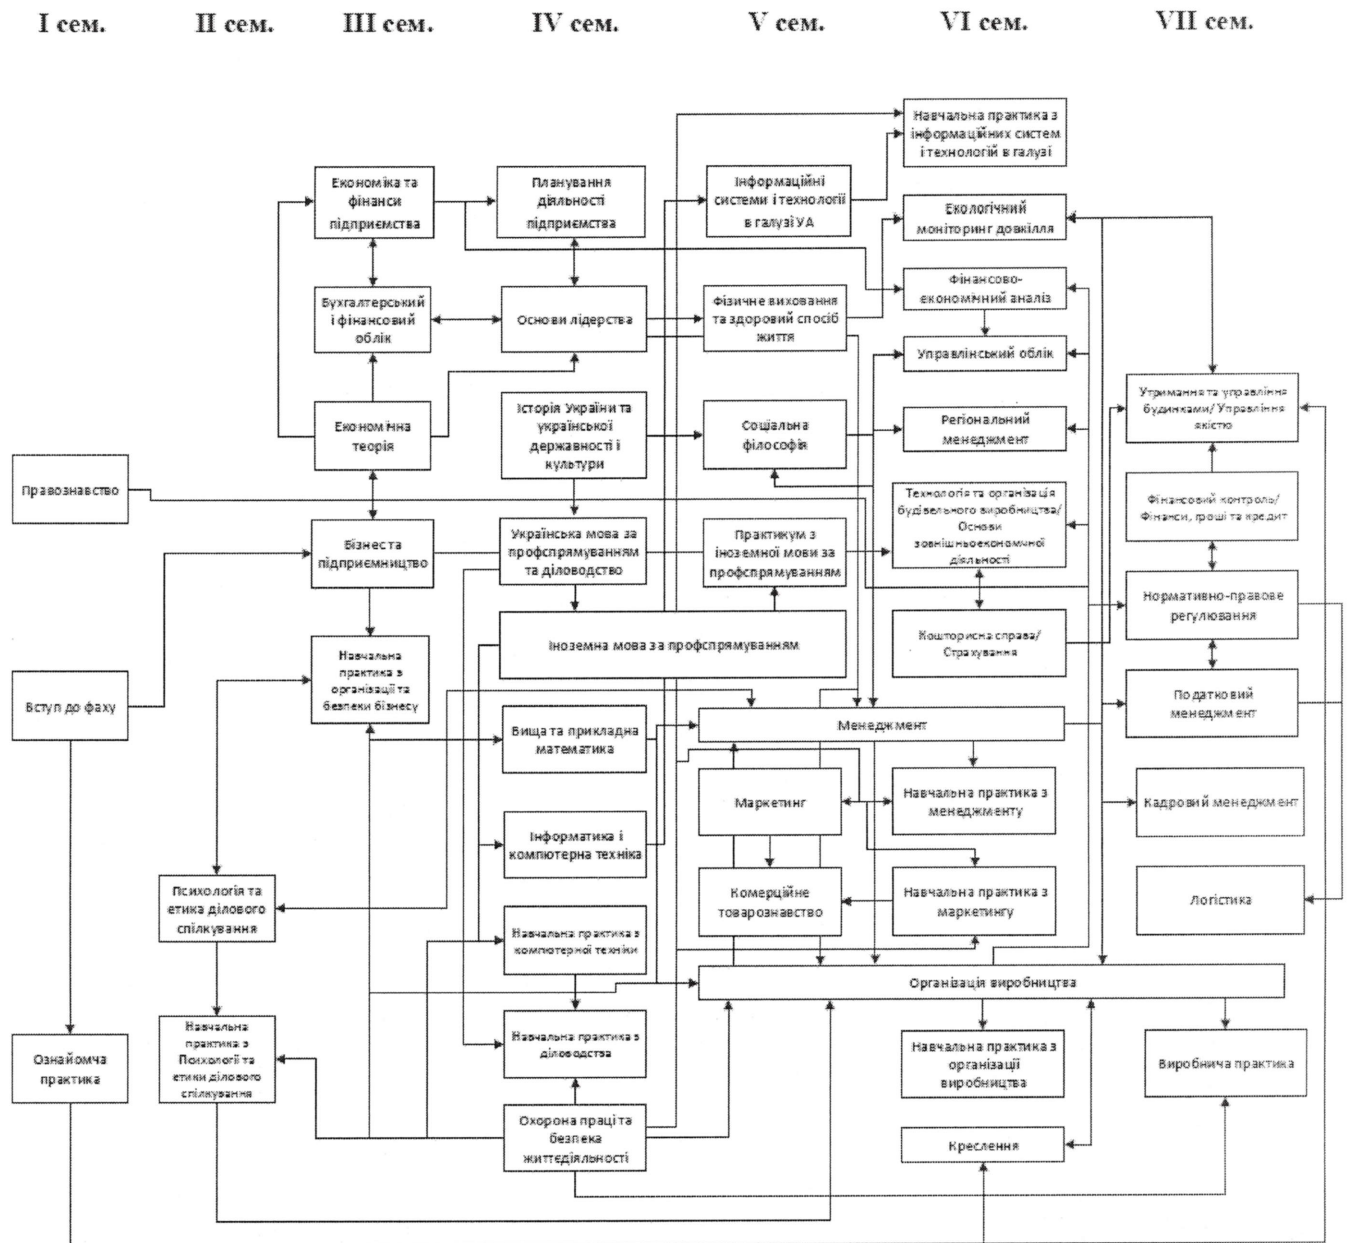 I сем. II сем. III сем. IV сем. V сем. VI сем. VII сем.
Правознавство
Вступ до фаху
Ознайомча
практика
Психологія та
етика ділового
спілкування
Навчальна
практика з
Психології та
етики ділового
спілкування
Економіка та
фінанси
підприємства
Бухгалтерський
і фінансовий
облік
Економічна
теорія
Бізнес та
підприємництво
Навчальна
практика з
організації та
безпеки бізнесу
Планування
діяльності
підприємства
Основи лідерства
Історія України та
української
державності і
культури
Українська мова за
профспрямуванням
та діловодство
Іноземна мова за профспрямуванням
Вища та прикладна
математика
Інформатика і
компютерна техніка
Навчальна практика з
компютерної техніки
Навчальна практика з
діловодства
Охорона праці та
безпека
життєдіяльності
Інформаційні
системи і технології
в галузі УА
Фізичне виховання
та здоровий спосіб
життя
Соціальна
філософія
Практикум з
іноземної мови за
профспрямуванням
Менеджмент
Маркетинг
Комерційне
товарознавство
Організація виробництва
Навчальна практика з
інформаційних систем
і технологій в галузі
Екологічний
моніторинг довкілля
Фінансово-
економічний аналіз
Управлінський облік
Регіональний
менеджмент
Технологія та організація
будівельного виробництва/
Основи
зовнішньоекономічної
діяльності
Кошторисна справа/
Страхування
Навчальна практика з
менеджменту
Навчальна практика з
маркетингу
Навчальна практика з
організації
виробництва
Креслення
Утримання та управління
будинками/ Управління
якістю
Фінансовий контроль/
Фінанси, гроші та кредит
Нормативно-правове
регулювання
Податковий
менеджмент
Кадровий менеджмент
Логістика
Виробнича практика